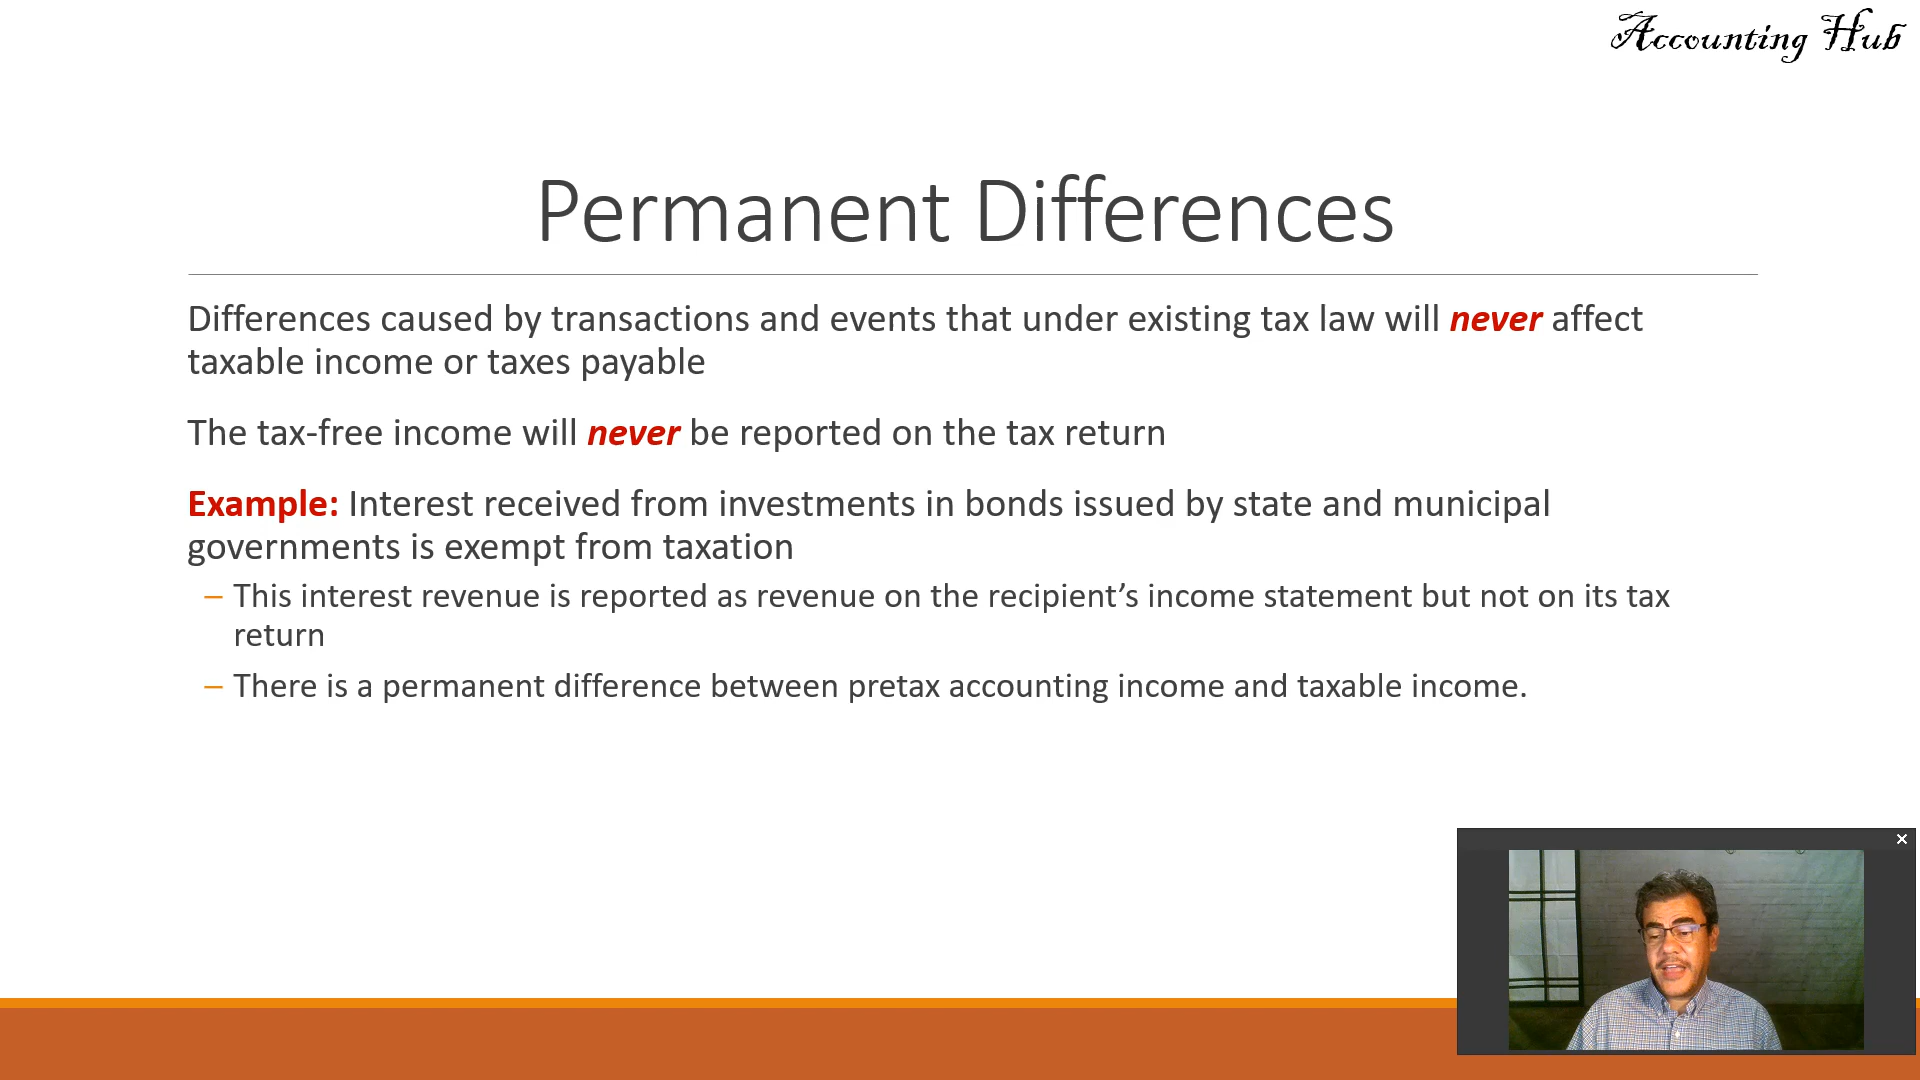 Accounting Hub
Permanent Differences
Differences caused by transactions and events that under existing tax law will never affect
taxable income or taxes payable
The tax-free income will never be reported on the tax return
Example: Interest received from investments in bonds issued by state and municipal
governments is exempt from taxation
– This interest revenue is reported as revenue on the recipient’s income statement but not on its tax
return
– There is a permanent difference between pretax accounting income and taxable income.